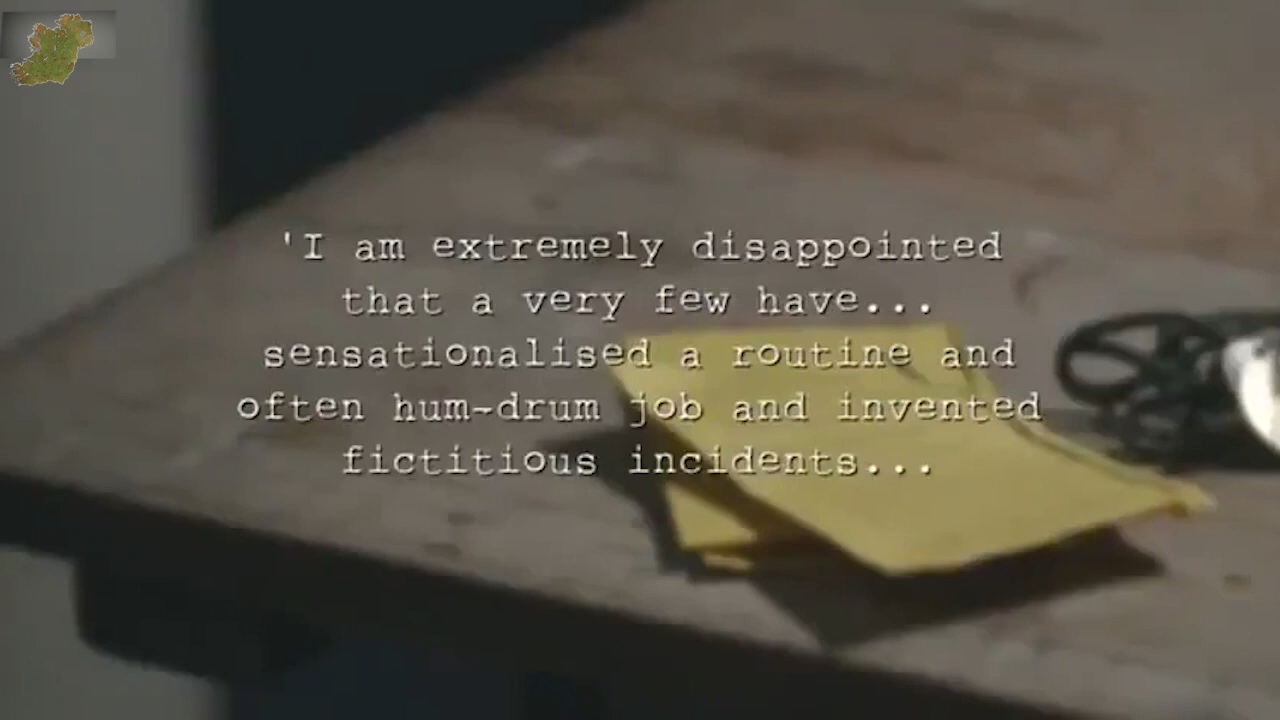 'I am extremely disappointed
that a very few have...
sensationalised a routine and
often hum-drum job and invented
fictitious incidents...